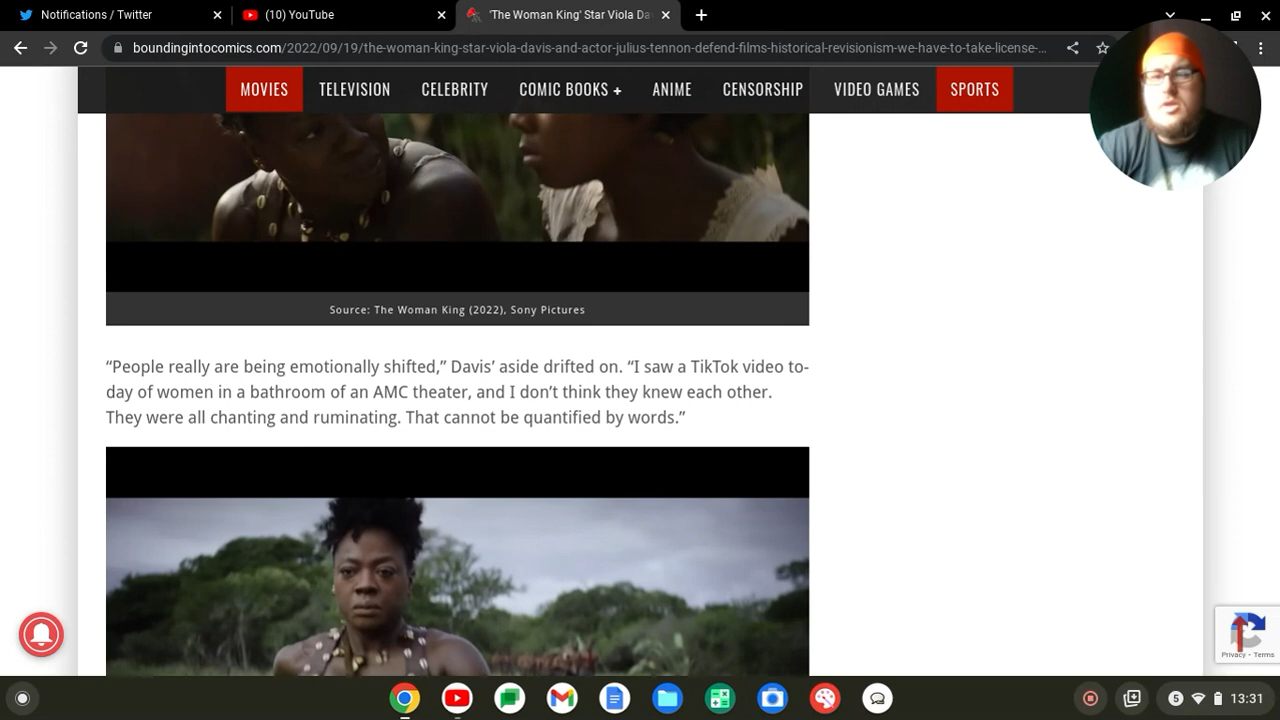 Notifications / Twitter
(10) YouTube
'The Woman King' Star Viola Da
boundingintocomics.com/2022/09/19/the-woman-king-star-viola-davis-and-actor-julius-tennon-defend-films-historical-revisionism-we-have-to-take-license-...
MOVIES TELEVISION CELEBRITY COMIC BOOKS + ANIME CENSORSHIP VIDEO GAMES SPORTS
Source: The Woman King (2022), Sony Pictures
“People really are being emotionally shifted,” Davis’ aside drifted on. “I saw a TikTok video to-
day of women in a bathroom of an AMC theater, and I don’t think they knew each other.
They were all chanting and ruminating. That cannot be quantified by words.”
Privacy - Terms
5 13:31